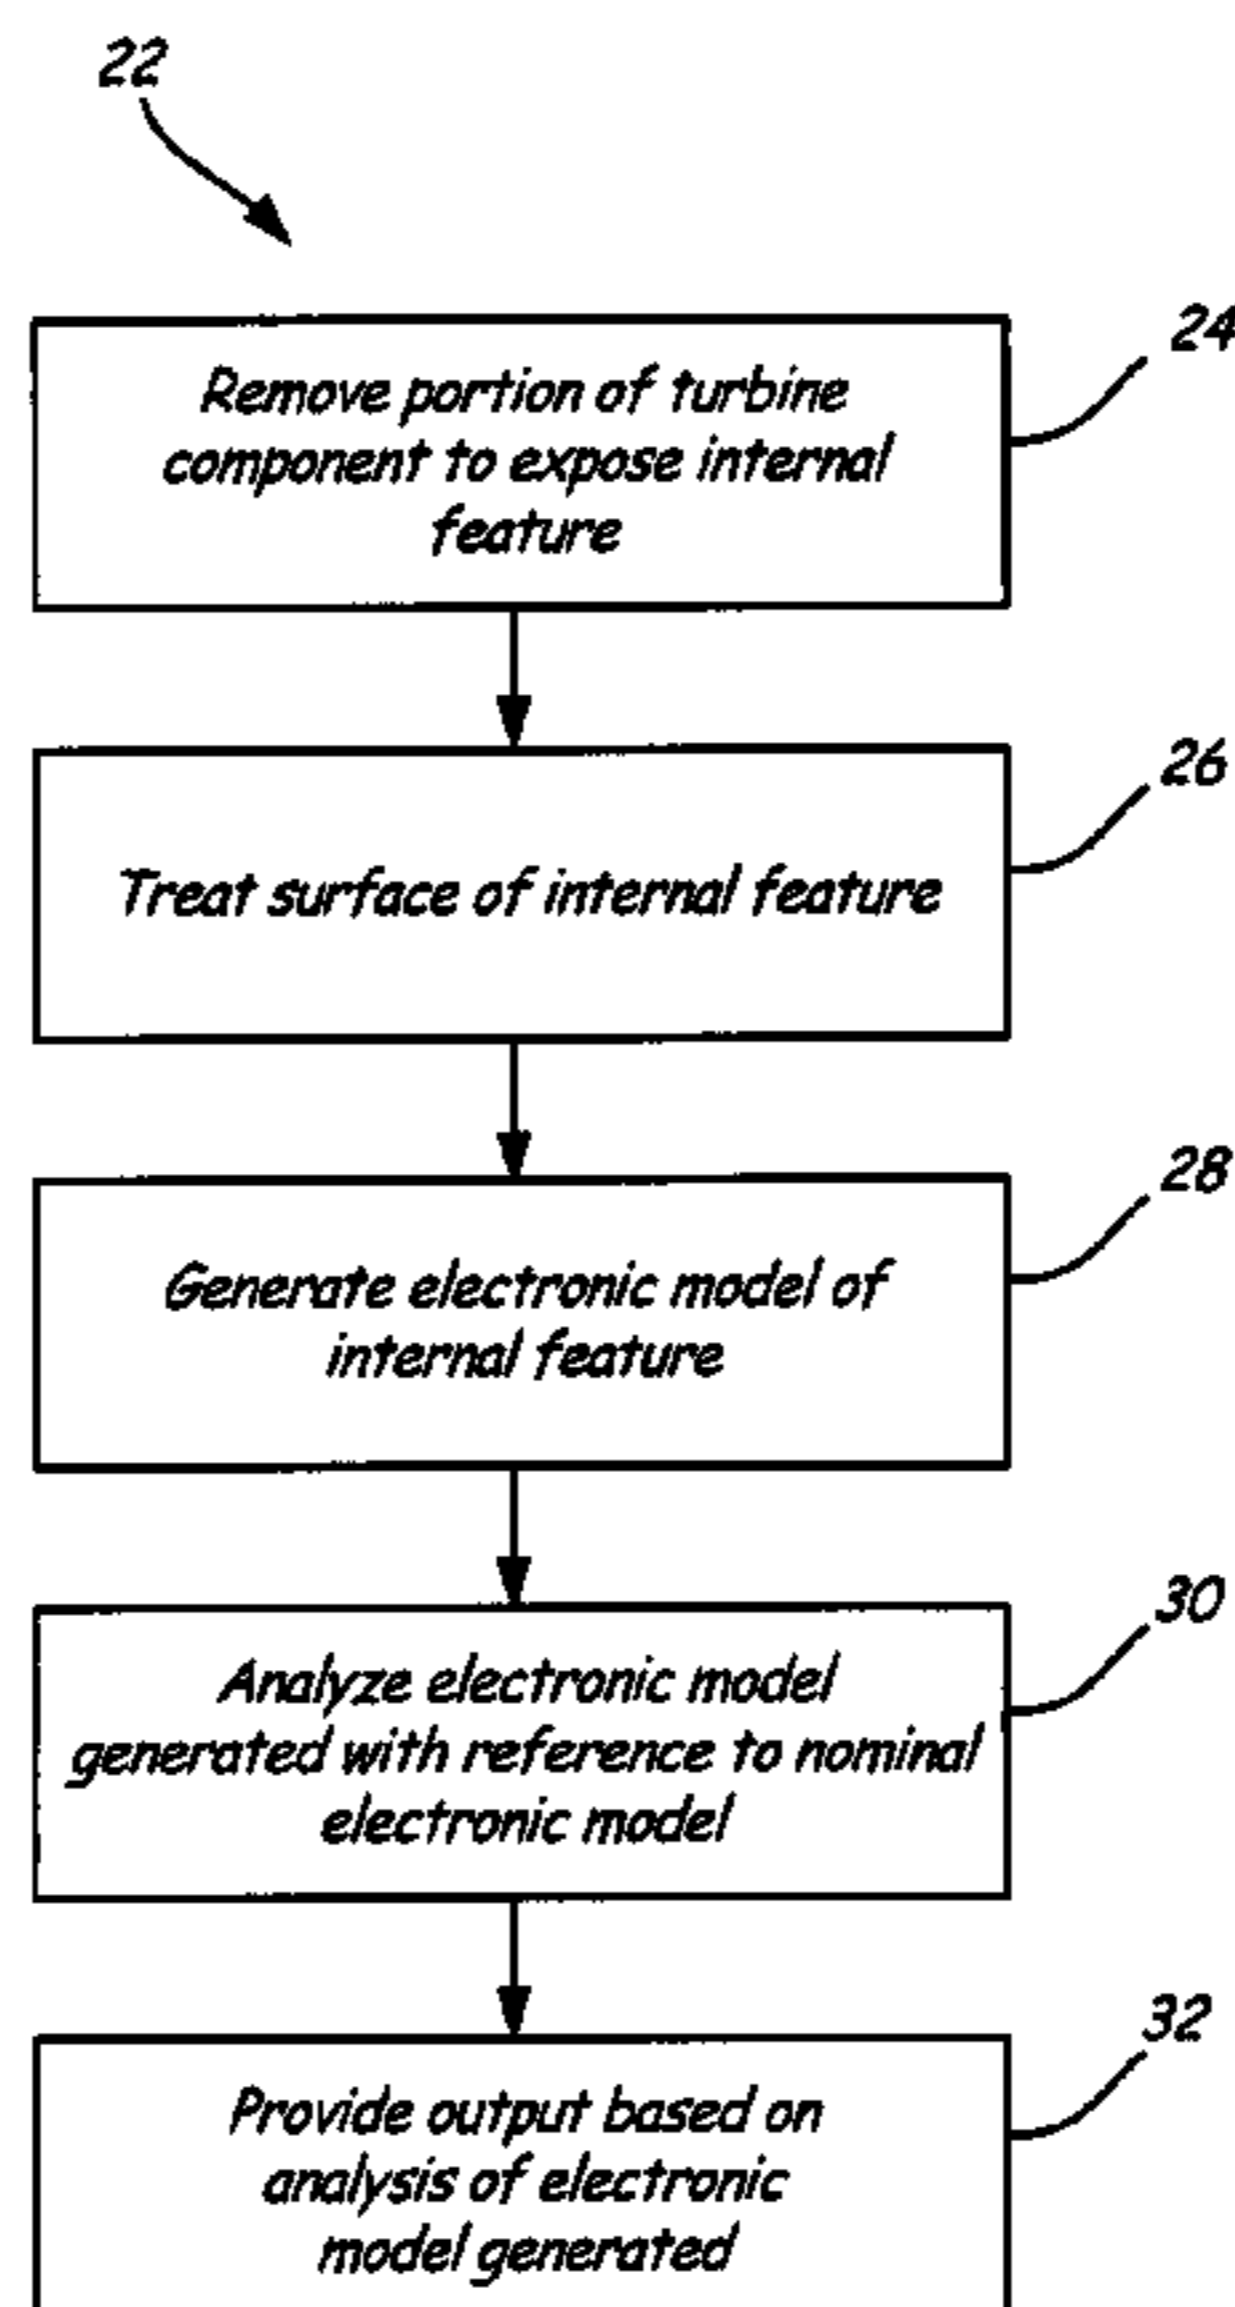 22
24
Remove portion of turbine
component to expose internal
feature
26
Treat surface of internal feature
28
Generate electronic model of
internal feature
30
Analyze electronic model
generated with reference to nominal
electronic model
32
Provide output based on
analysis of electronic
model generated